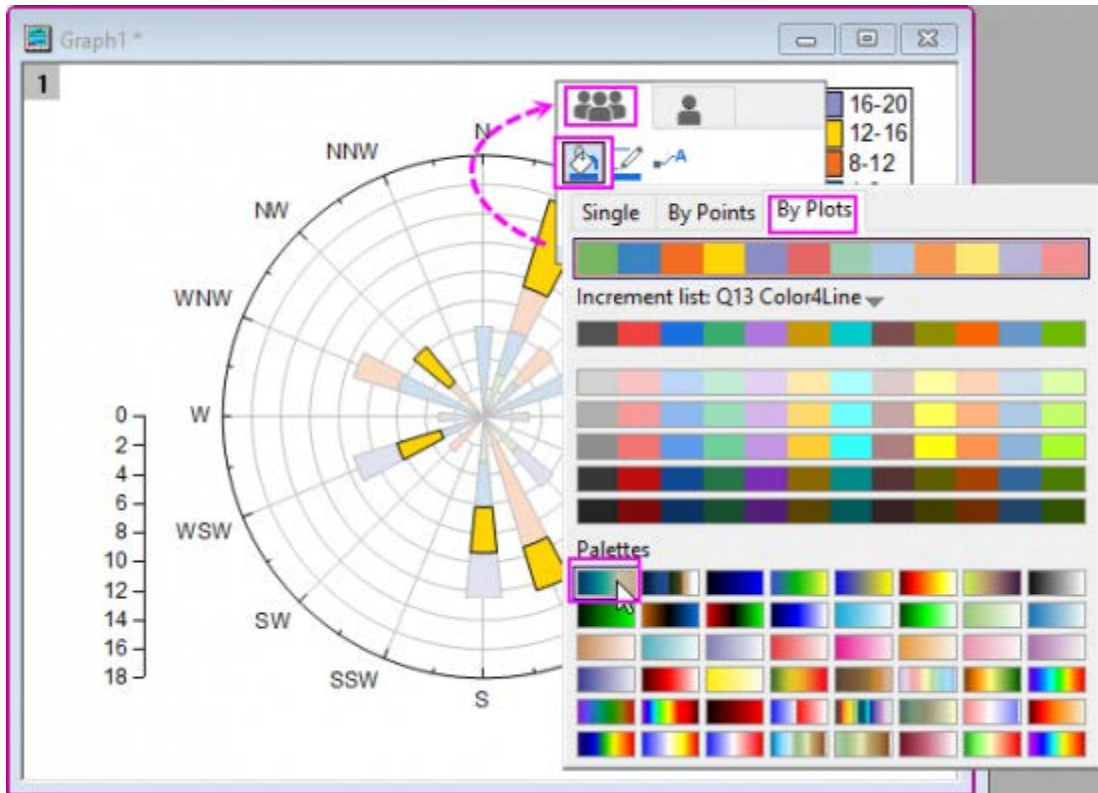 Graph1 *
1
16-20
12-16
8-12
N
NNW
NW
WNW
W
WSW
SW
SSW
S
0
2
4
6
8
10
12
14
16
18
A
Single By Points By Plots
Increment list: Q13 Color4Line
Palettes